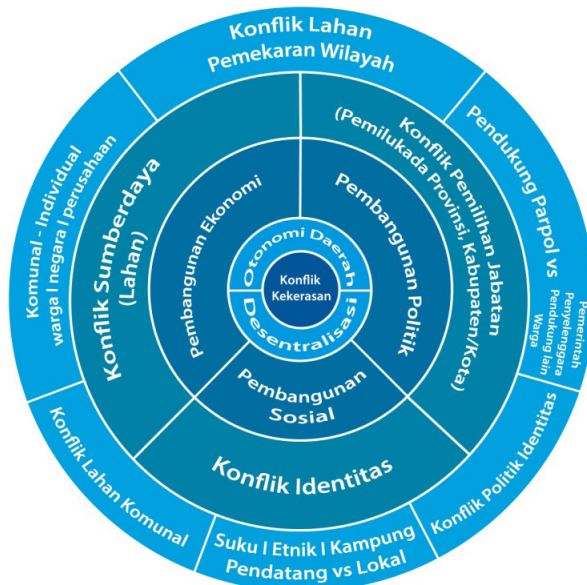 Konflik Lahan
Pemekaran Wilayah
Komunal - Individual
warga I negara I perusahaan
Pendukung Parpol vs
Pemerintah
Penyelenggara
Pendukung lain
Warga
Konflik Sumberdaya
(Lahan)
Konflik Pemilihan Jabatan
(Pemilukada Provinsi, Kabupaten/Kota)
Pembangunan Ekonomi
Pembangunan Politik
Otonomi Daerah
Konflik
Kekerasan
Desentralisasi
Pembangunan
Sosial
Konflik Identitas
Konflik Lahan Komunal
Suku I Etnik I Kampung
Pendatang vs Lokal
Konflik Politik Identitas